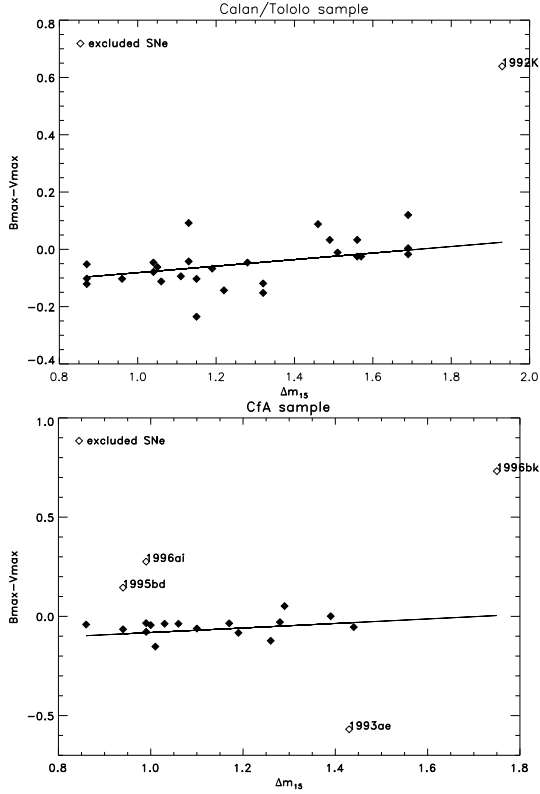 Calan/Tololo sample
0.8
◇ excluded SNe
1992K
0.6
0.4
Bmax-Vmax
0.2
0.0
-0.2
-0.4
0.8 1.0 1.2 1.4 1.6 1.8 2.0
Δm15
CfA sample
1.0
◇ excluded SNe
1996bk
0.5
1996ai
1995bd
Bmax-Vmax
0.0
-0.5
1993ae
0.8 1.0 1.2 1.4 1.6 1.8
Δm15